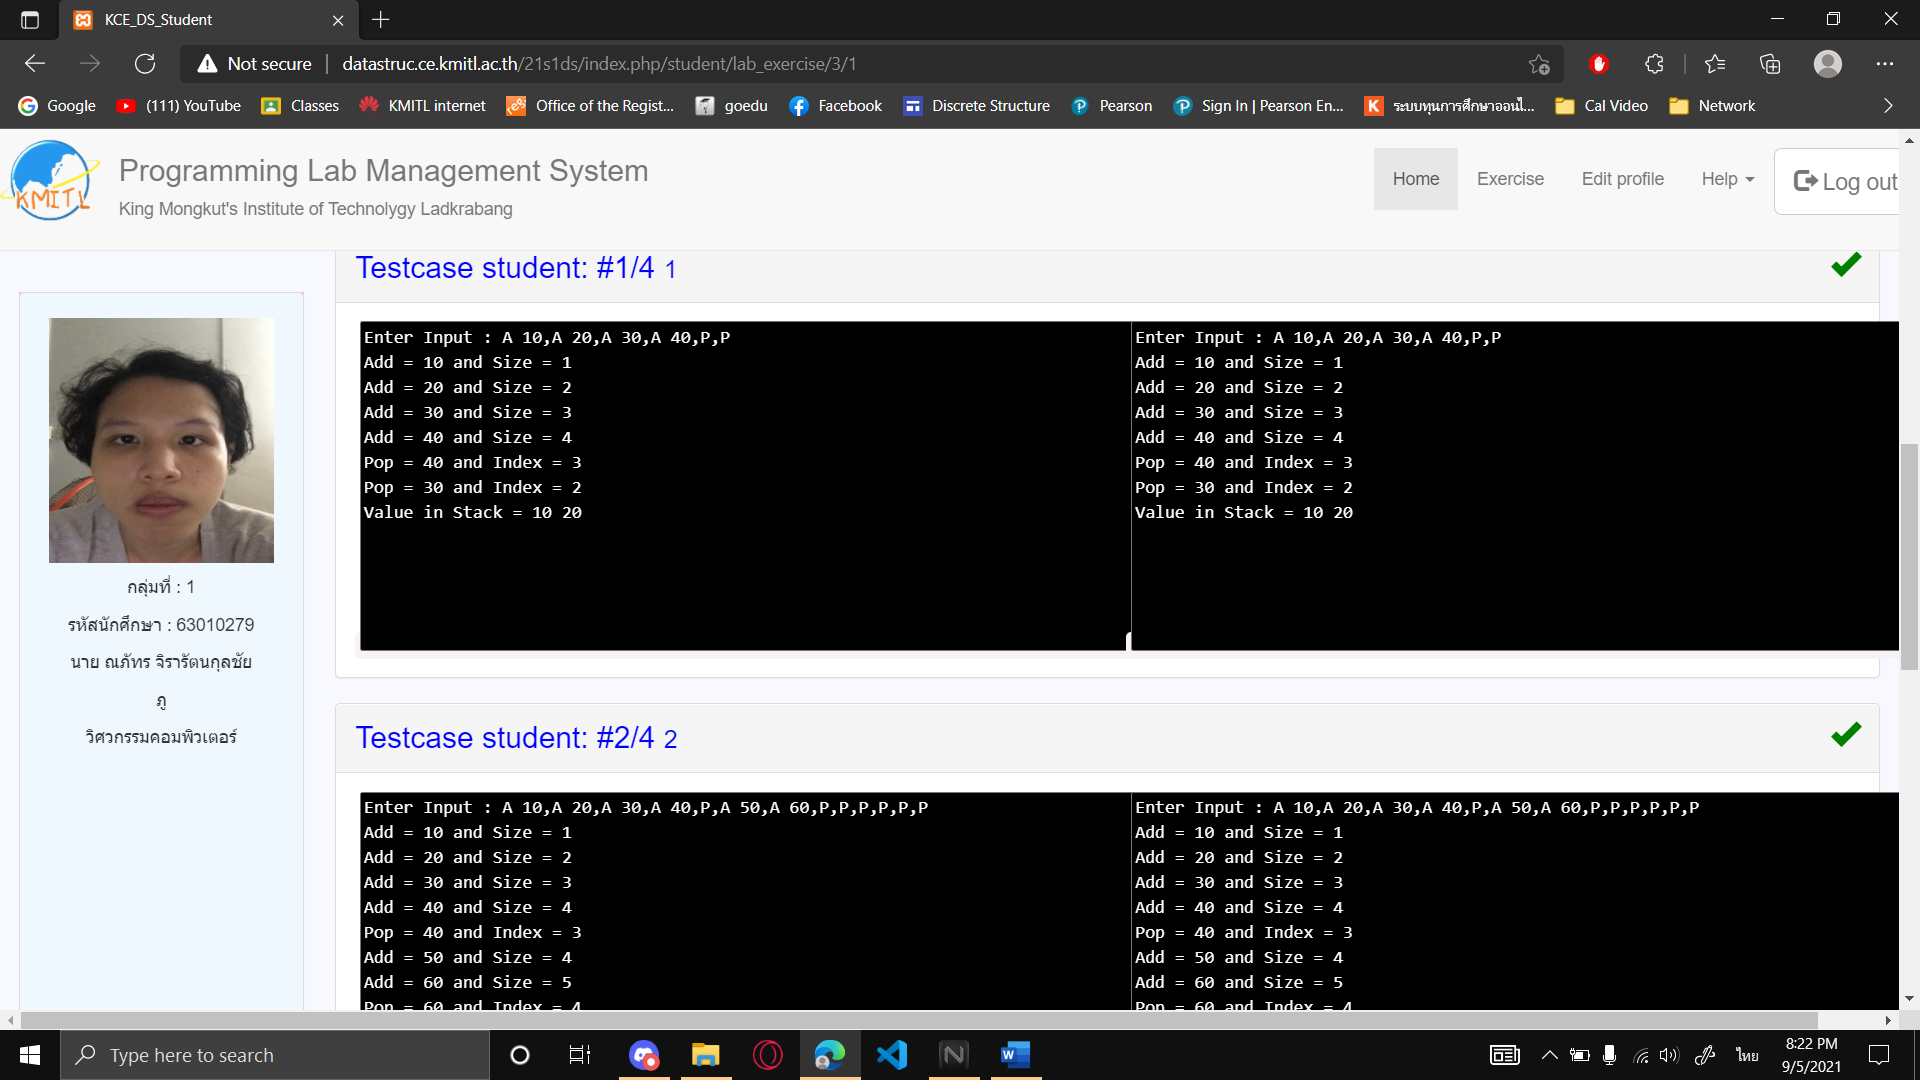 KCE_DS_Student
Not secure
datastruc.ce.kmitl.ac.th/21s1ds/index.php/student/lab_exercise/3/1
Google
(111) YouTube
Classes
KMITL internet
Office of the Regist...
goedu
Facebook
Discrete Structure
Pearson
Sign In | Pearson En...
ระบบทุนการศึกษาออนไ...
Cal Video
Network
KMITL
Programming Lab Management System
King Mongkut's Institute of Technolygy Ladkrabang
Home
Exercise
Edit profile
Help
Log out
กลุ่มที่ : 1
รหัสนักศึกษา : 63010279
นาย ณภัทร จิรารัตนกุลชัย
ภู
วิศวกรรมคอมพิวเตอร์
Testcase student: #1/4 1
Enter Input : A 10,A 20,A 30,A 40,P,P
Add = 10 and Size = 1
Add = 20 and Size = 2
Add = 30 and Size = 3
Add = 40 and Size = 4
Pop = 40 and Index = 3
Pop = 30 and Index = 2
Value in Stack = 10 20
Enter Input : A 10,A 20,A 30,A 40,P,P
Add = 10 and Size = 1
Add = 20 and Size = 2
Add = 30 and Size = 3
Add = 40 and Size = 4
Pop = 40 and Index = 3
Pop = 30 and Index = 2
Value in Stack = 10 20
Testcase student: #2/4 2
Enter Input : A 10,A 20,A 30,A 40,P,A 50,A 60,P,P,P,P,P,P
Add = 10 and Size = 1
Add = 20 and Size = 2
Add = 30 and Size = 3
Add = 40 and Size = 4
Pop = 40 and Index = 3
Add = 50 and Size = 4
Add = 60 and Size = 5
Pop = 60 and Index = 4
Enter Input : A 10,A 20,A 30,A 40,P,A 50,A 60,P,P,P,P,P,P
Add = 10 and Size = 1
Add = 20 and Size = 2
Add = 30 and Size = 3
Add = 40 and Size = 4
Pop = 40 and Index = 3
Add = 50 and Size = 4
Add = 60 and Size = 5
Pop = 60 and Index = 4
Type here to search
ไทย
8:22 PM
9/5/2021